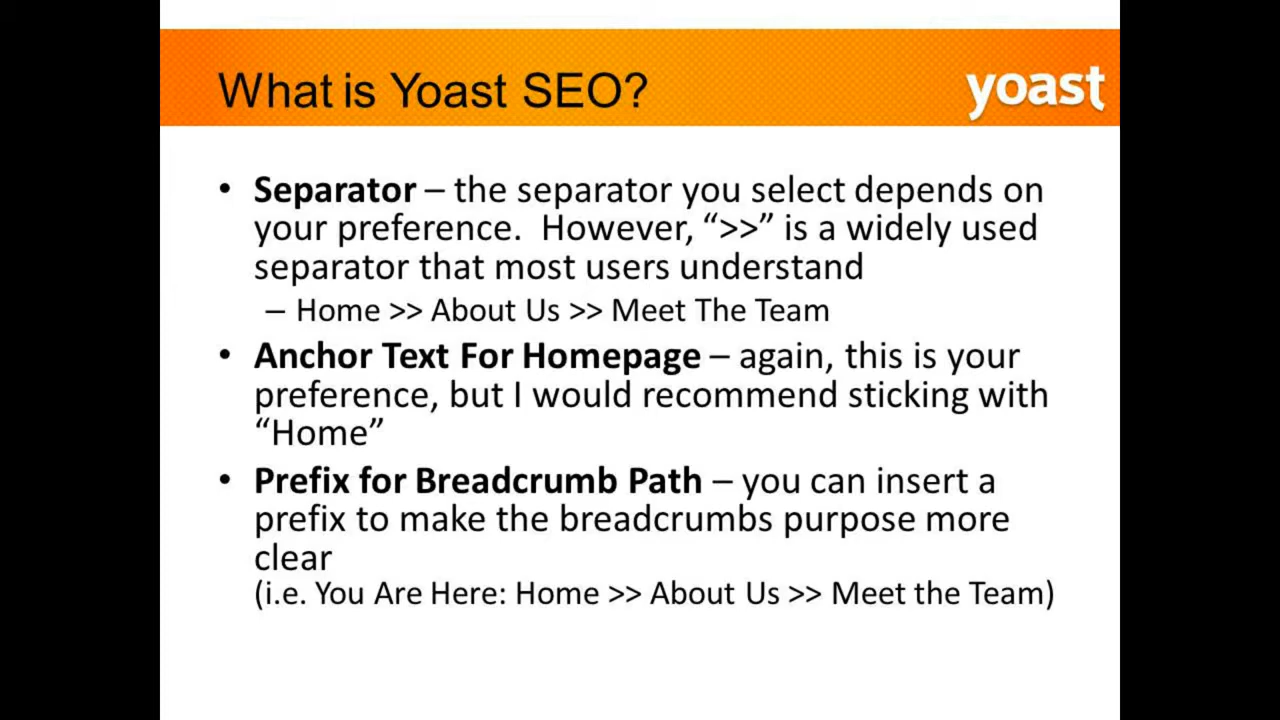 What is Yoast SEO?
yoast
• Separator – the separator you select depends on
your preference.  However, “>>” is a widely used
separator that most users understand
– Home >> About Us >> Meet The Team
• Anchor Text For Homepage – again, this is your
preference, but I would recommend sticking with
“Home”
• Prefix for Breadcrumb Path – you can insert a
prefix to make the breadcrumbs purpose more
clear
(i.e. You Are Here: Home >> About Us >> Meet the Team)